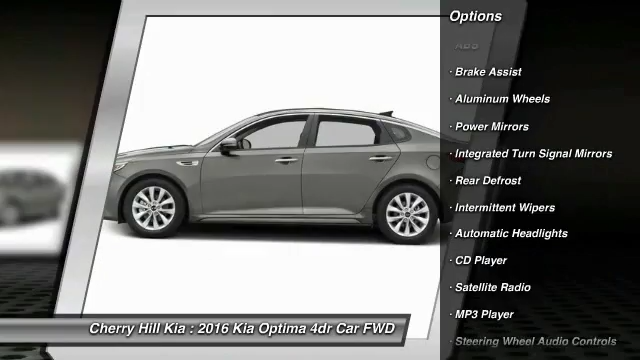 Options
ABS
· Brake Assist
· Aluminum Wheels
· Power Mirrors
· Integrated Turn Signal Mirrors
· Rear Defrost
· Intermittent Wipers
· Automatic Headlights
· CD Player
· Satellite Radio
· MP3 Player
· Steering Wheel Audio Controls
Cherry Hill Kia : 2016 Kia Optima 4dr Car FWD